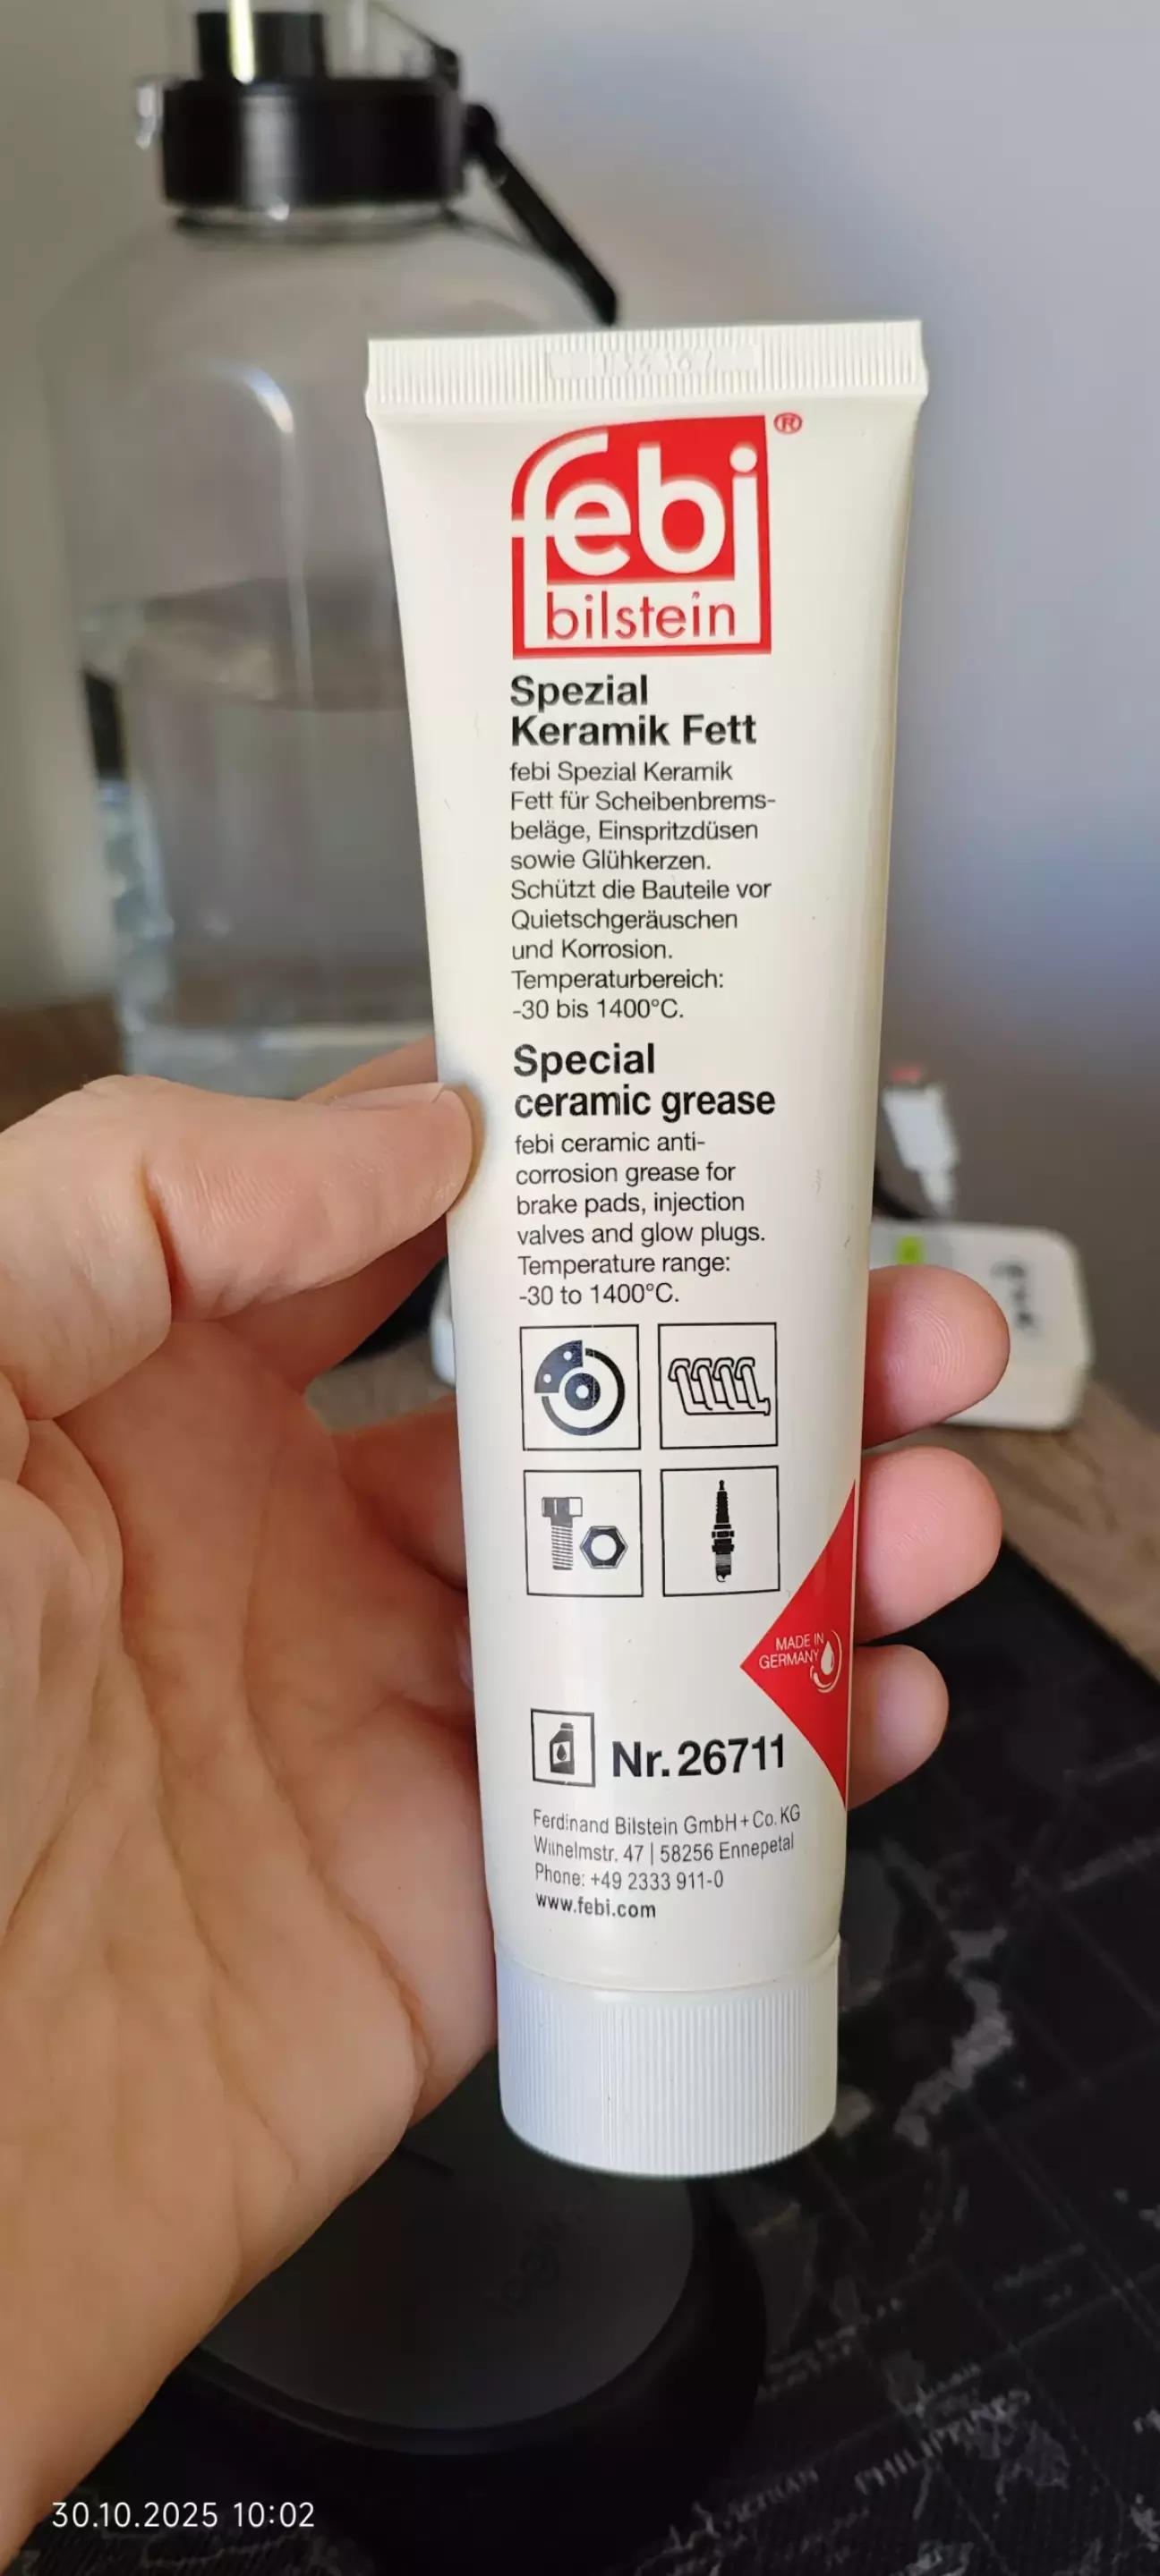 febi
®
bilstein
Spezial
Keramik Fett
febi Spezial Keramik
Fett für Scheibenbrems-
beläge, Einspritzdüsen
sowie Glühkerzen.
Schützt die Bauteile vor
Quietschgeräuschen
und Korrosion.
Temperaturbereich:
-30 bis 1400°C.
Special
ceramic grease
febi ceramic anti-
corrosion grease for
brake pads, injection
valves and glow plugs.
Temperature range:
-30 to 1400°C.
MADE IN
GERMANY
Nr. 26711
Ferdinand Bilstein GmbH + Co. KG
Wilhelmstr. 47 | 58256 Ennepetal
Phone: +49 2333 911-0
www.febi.com
PHILIPPINES
30.10.2025 10:02